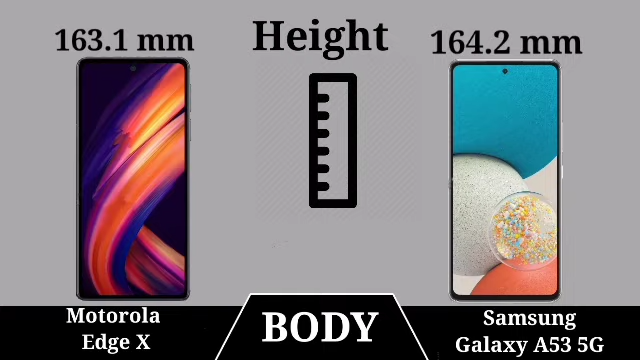 163.1 mm
Height
164.2 mm
Motorola
Edge X
BODY
Samsung
Galaxy A53 5G